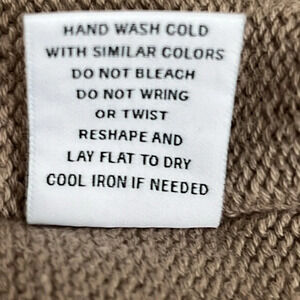 HAND WASH COLD
WITH SIMILAR COLORS
DO NOT BLEACH
DO NOT WRING
OR TWIST
RESHAPE AND
LAY FLAT TO DRY
COOL IRON IF NEEDED